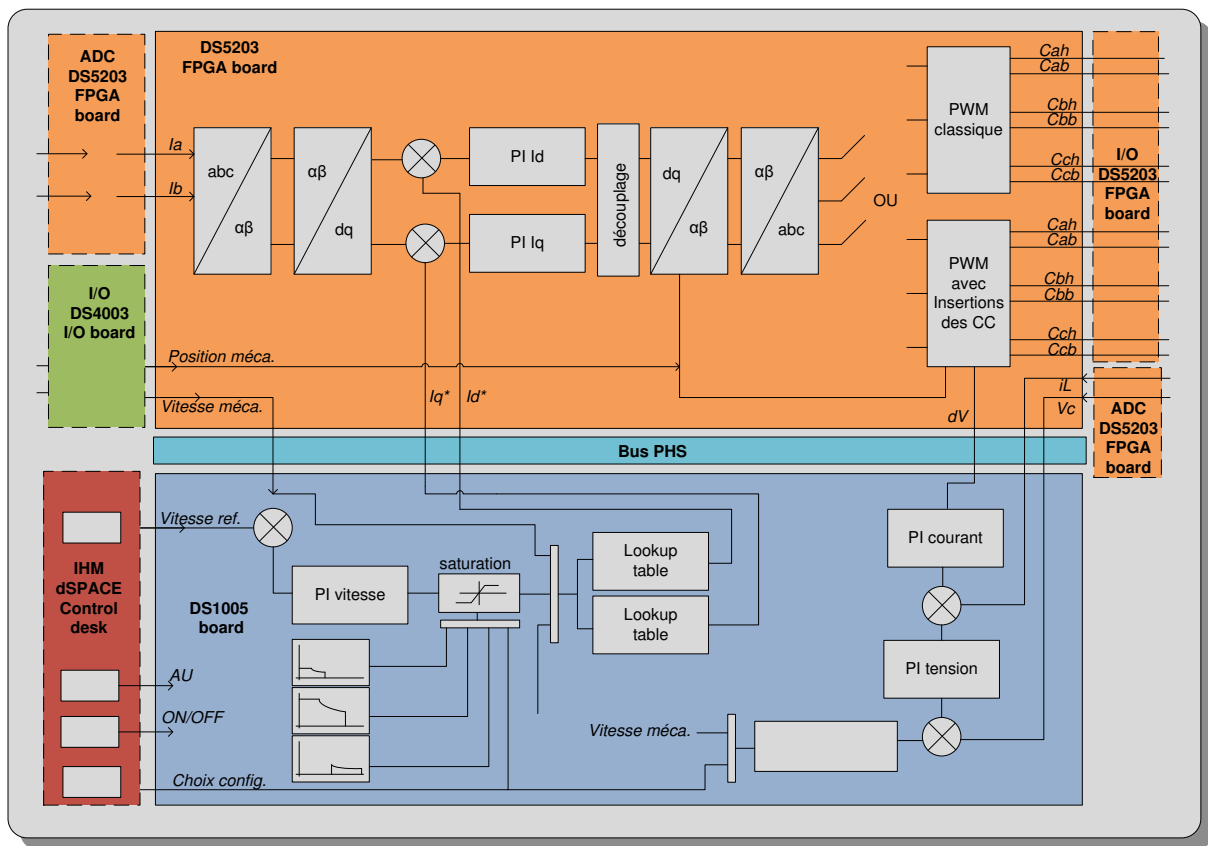 ADC
DS5203
FPGA
board
DS5203
FPGA board
Ia
Ib
abc
αβ
αβ
dq
PI Id
PI Iq
découplage
dq
αβ
αβ
abc
OU
PWM
classique
Cah
Cab
Cbh
Cbb
Cch
Ccb
I/O
DS5203
FPGA
board
PWM
avec
Insertions
des CC
Cah
Cab
Cbh
Cbb
Cch
Ccb
I/O
DS4003
I/O board
Position méca.
Vitesse méca.
Iq*
Id*
dV
iL
Vc
ADC
DS5203
FPGA
board
Bus PHS
IHM
dSPACE
Control
desk
Vitesse ref.
AU
ON/OFF
Choix config.
DS1005
board
PI vitesse
saturation
Lookup
table
Lookup
table
PI courant
PI tension
Vitesse méca.